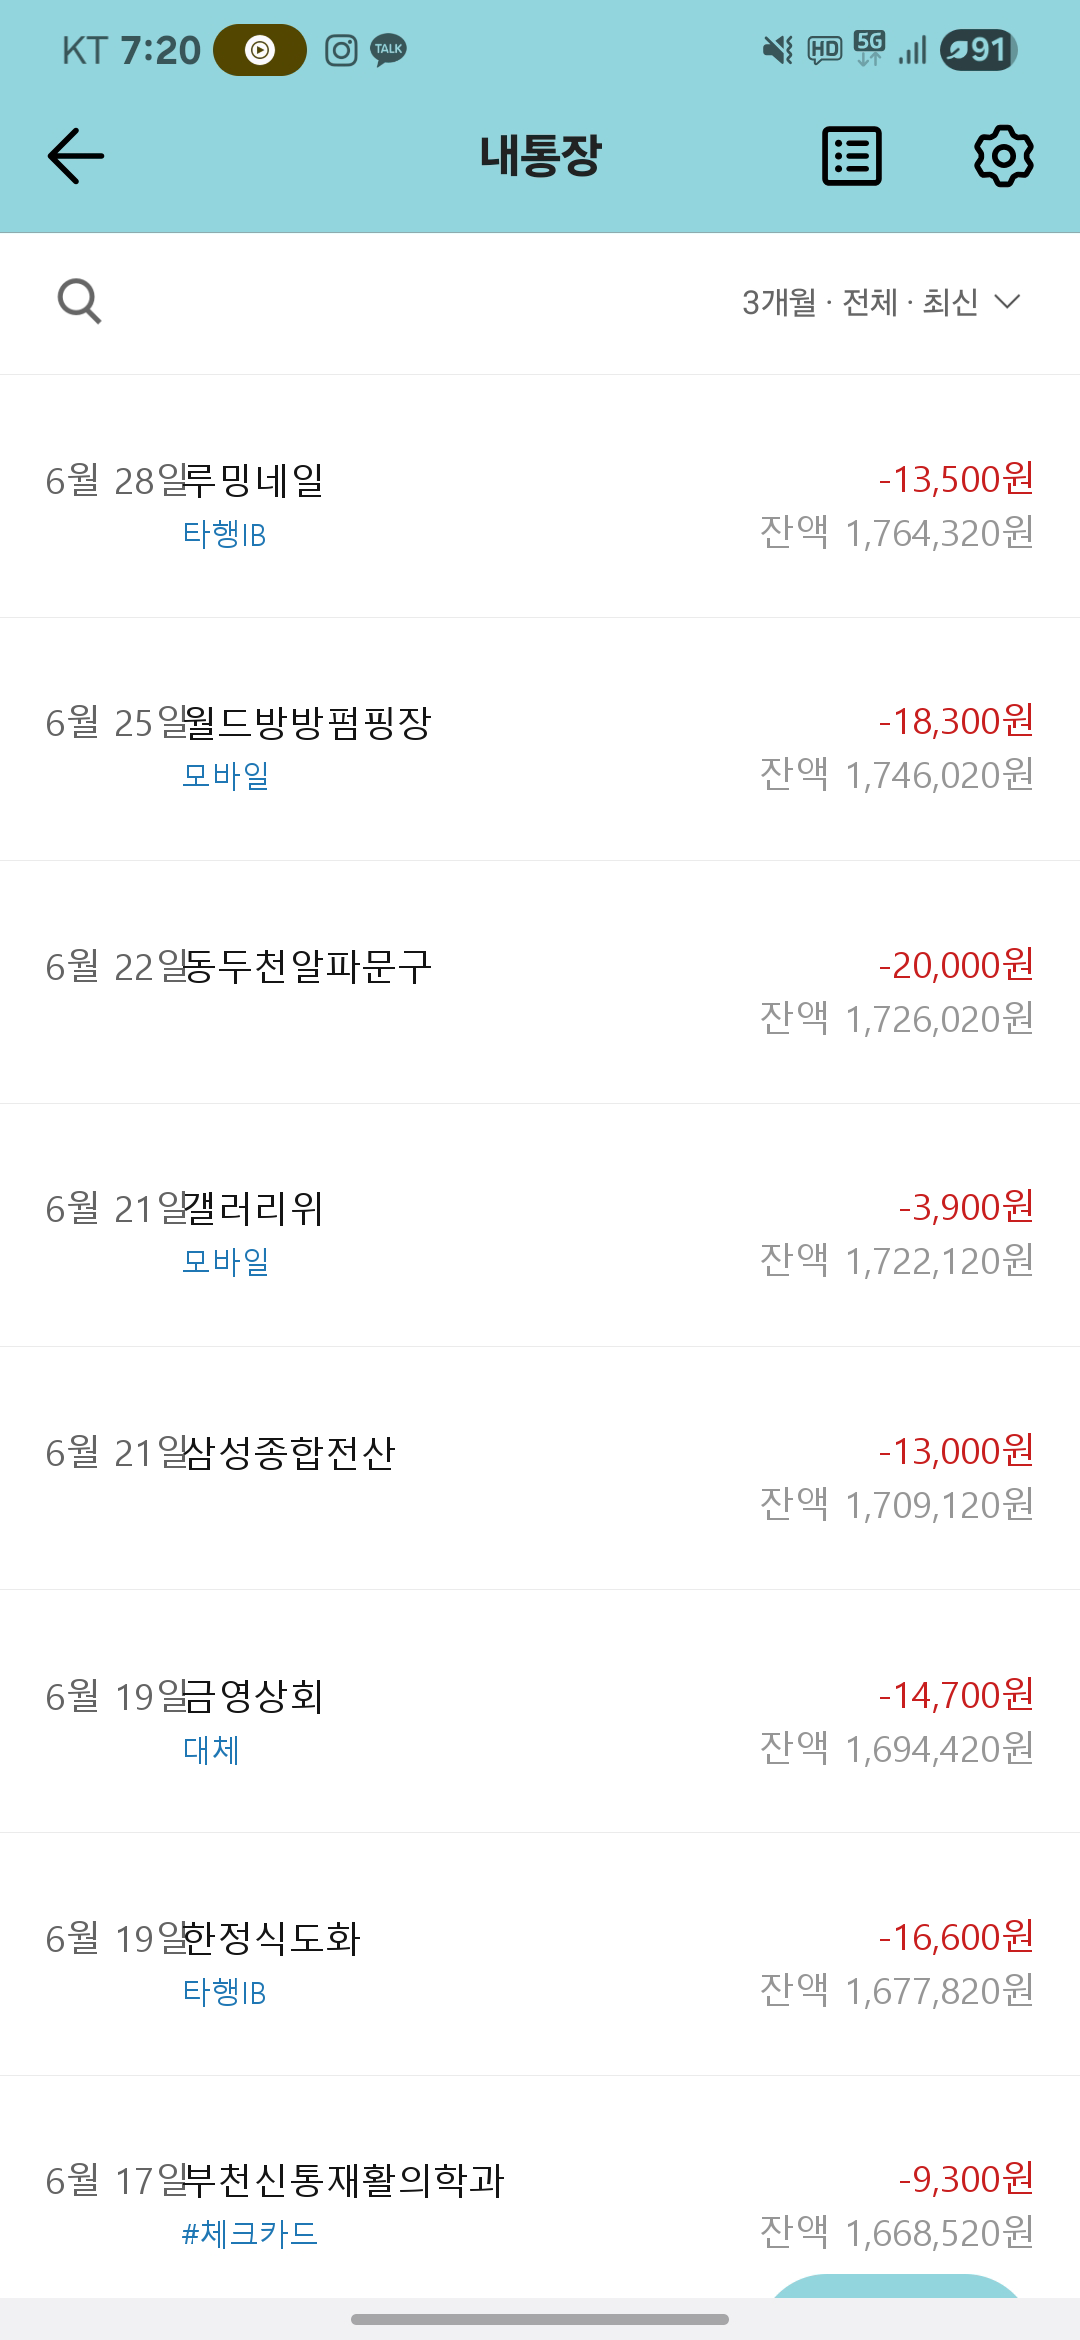 KT 7:20 TALK HD 5G 91
내통장
3개월 · 전체 · 최신
6월 28일 루밍네일 -13,500원
타행IB 잔액 1,764,320원
6월 25일 월드방방펌핑장 -18,300원
모바일 잔액 1,746,020원
6월 22일 동두천알파문구 -20,000원
잔액 1,726,020원
6월 21일 갤러리위 -3,900원
모바일 잔액 1,722,120원
6월 21일 삼성종합전산 -13,000원
잔액 1,709,120원
6월 19일 금영상회 -14,700원
대체 잔액 1,694,420원
6월 19일 한정식도화 -16,600원
타행IB 잔액 1,677,820원
6월 17일 부천신통재활의학과 -9,300원
#체크카드 잔액 1,668,520원